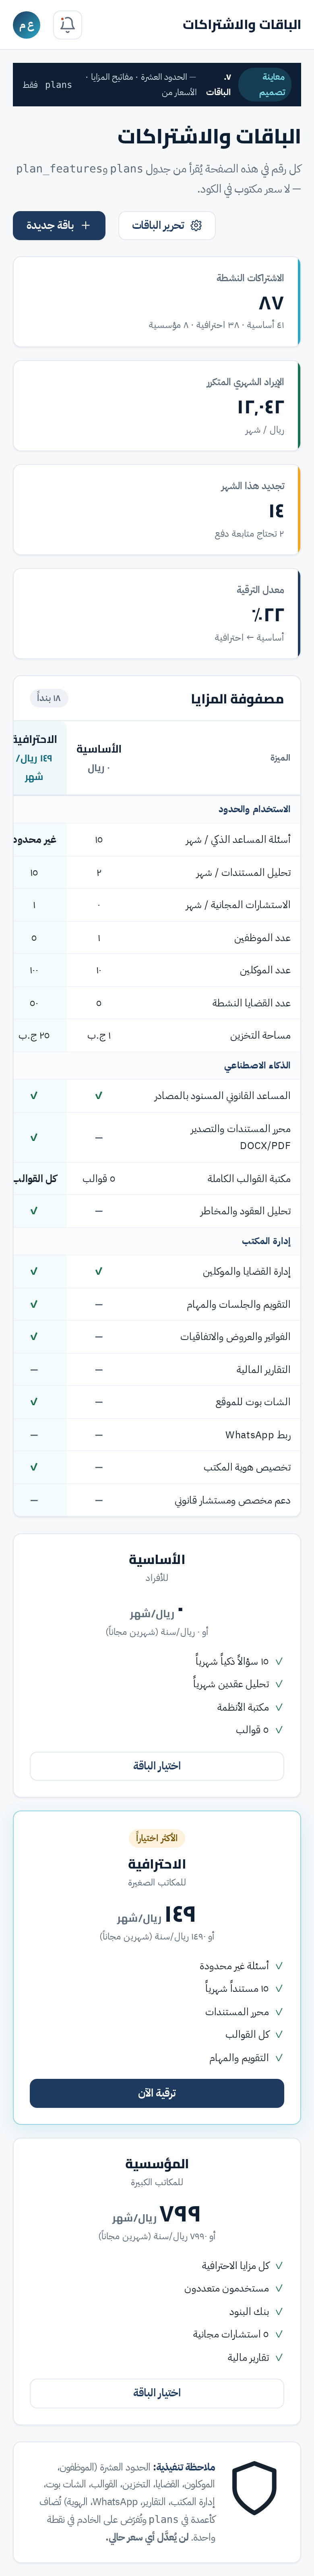 الباقات والاشتراكات
ع م
معاينة تصميم
٧. الباقات
— الحدود العشرة · مفاتيح المزايا · الأسعار من plans فقط
الباقات والاشتراكات
كل رقم في هذه الصفحة يُقرأ من جدول plans وplan_features
— لا سعر مكتوب في الكود.
تحرير الباقات
باقة جديدة
الاشتراكات النشطة
٨٧
٤١ أساسية · ٣٨ احترافية · ٨ مؤسسية
الإيراد الشهري المتكرر
١٢٬٠٤٢
ريال / شهر
تجديد هذا الشهر
١٤
٢ تحتاج متابعة دفع
معدل الترقية
٢٢٪
أساسية ← احترافية
مصفوفة المزايا
١٨ بنداً
الميزة الأساسية ٠ ريال الاحترافية ١٤٩ ريال/شهر
الاستخدام والحدود
أسئلة المساعد الذكي / شهر ١٥ غير محدود
تحليل المستندات / شهر ٢ ١٥
الاستشارات المجانية / شهر ٠ ١
عدد الموظفين ١ ٥
عدد الموكلين ١٠ ١٠٠
عدد القضايا النشطة ٥ ٥٠
مساحة التخزين ١ ج.ب ٢٥ ج.ب
الذكاء الاصطناعي
المساعد القانوني المسنود بالمصادر ✓ ✓
محرر المستندات والتصدير DOCX/PDF — ✓
مكتبة القوالب الكاملة ٥ قوالب كل القوالب
تحليل العقود والمخاطر — ✓
إدارة المكتب
إدارة القضايا والموكلين ✓ ✓
التقويم والجلسات والمهام — ✓
الفواتير والعروض والاتفاقيات — ✓
التقارير المالية — —
الشات بوت للموقع — ✓
ربط WhatsApp — —
تخصيص هوية المكتب — ✓
دعم مخصص ومستشار قانوني — —
الأساسية
للأفراد
٠ ريال/شهر
أو ٠ ريال/سنة (شهرين مجاناً)
✓ ١٥ سؤالاً ذكياً شهرياً
✓ تحليل عقدين شهرياً
✓ مكتبة الأنظمة
✓ ٥ قوالب
اختيار الباقة
الأكثر اختياراً
الاحترافية
للمكاتب الصغيرة
١٤٩ ريال/شهر
أو ١٤٩٠ ريال/سنة (شهرين مجاناً)
✓ أسئلة غير محدودة
✓ ١٥ مستنداً شهرياً
✓ محرر المستندات
✓ كل القوالب
✓ التقويم والمهام
ترقية الآن
المؤسسية
للمكاتب الكبيرة
٧٩٩ ريال/شهر
أو ٧٩٩٠ ريال/سنة (شهرين مجاناً)
✓ كل مزايا الاحترافية
✓ مستخدمون متعددون
✓ بنك البنود
✓ ٥ استشارات مجانية
✓ تقارير مالية
اختيار الباقة
ملاحظة تنفيذية: الحدود العشرة (الموظفون،
الموكلون، القضايا، التخزين، القوالب، الشات بوت،
إدارة المكتب، التقارير، WhatsApp، الهوية) تُضاف
كأعمدة في plans وتُفرَض على الخادم في نقطة
واحدة. لن يُعدَّل أي سعر حالي.